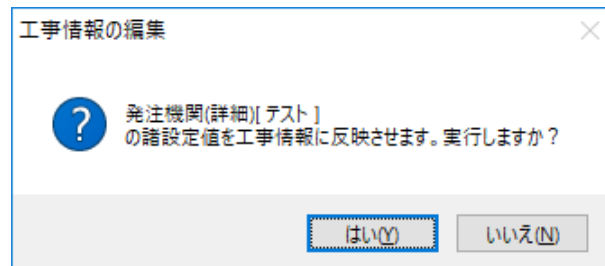 工事情報の編集
発注機関(詳細)[ テスト ]
の諸設定値を工事情報に反映させます。実行しますか？
はい(Y)
いいえ(N)